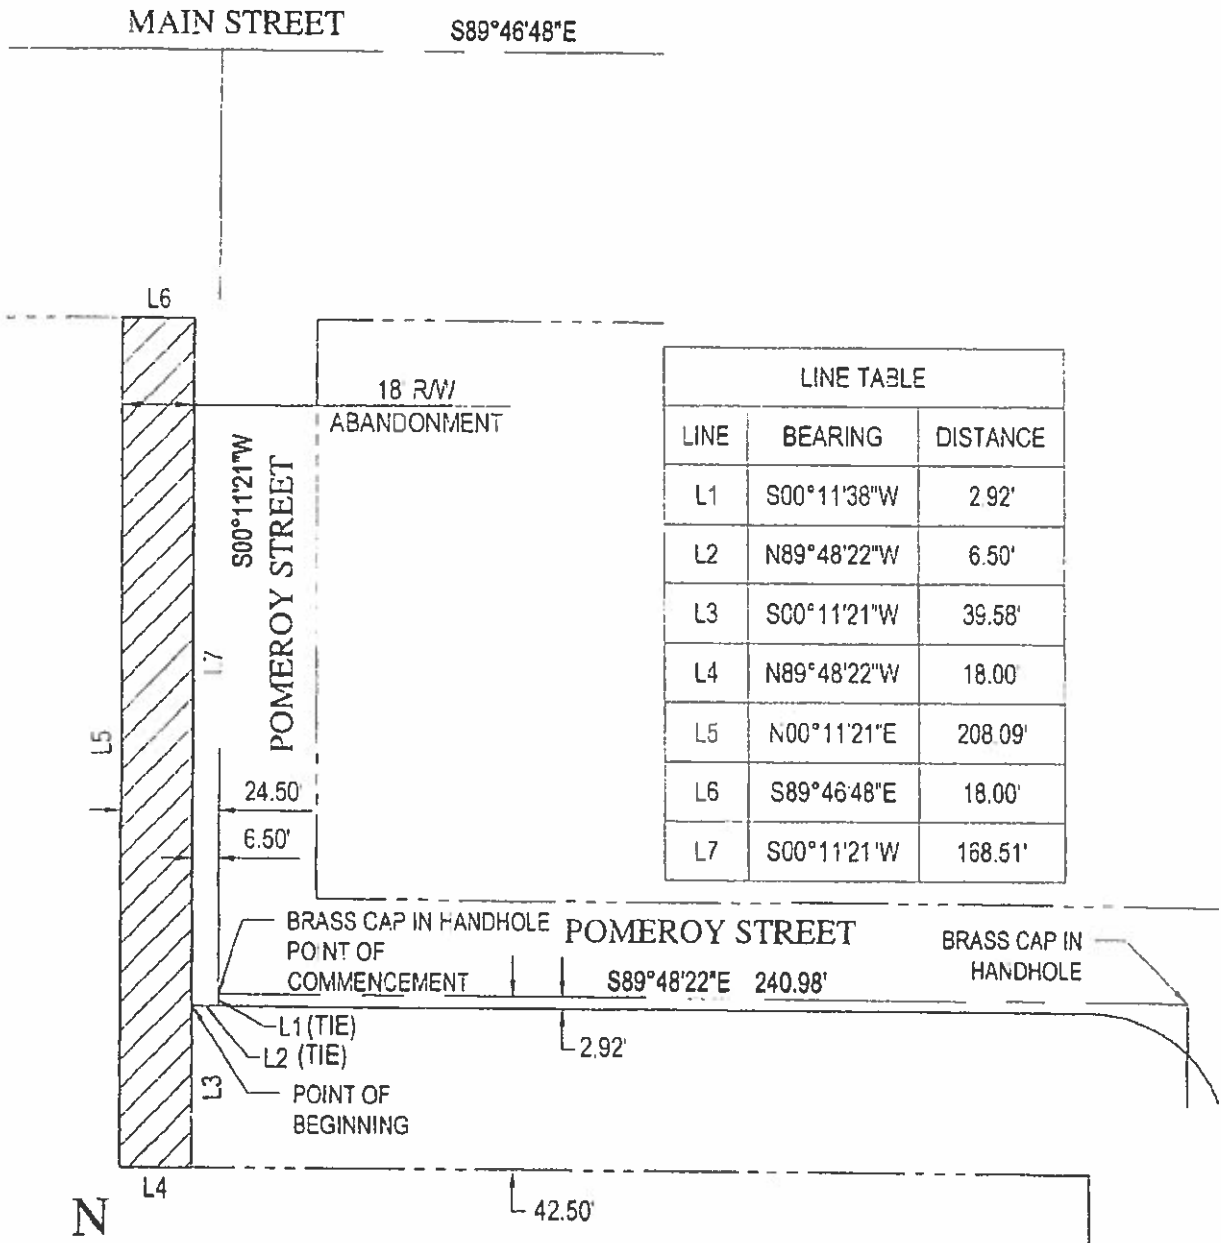 MAIN STREET S89°46'48"E
L6
18' R/W
ABANDONMENT
S00°11'21"W
POMEROY STREET
L7
L5
24.50'
6.50'
LINE TABLE
LINE BEARING DISTANCE
L1 S00°11'38"W 2.92'
L2 N89°48'22"W 6.50'
L3 S00°11'21"W 39.58'
L4 N89°48'22"W 18.00'
L5 N00°11'21"E 208.09'
L6 S89°46'48"E 18.00'
L7 S00°11'21"W 168.51'
BRASS CAP IN HANDHOLE
POINT OF
COMMENCEMENT
POMEROY STREET
S89°48'22"E 240.98'
BRASS CAP IN
HANDHOLE
L1 (TIE)
L2 (TIE)
2.92'
L3
POINT OF
BEGINNING
L4
42.50'
N